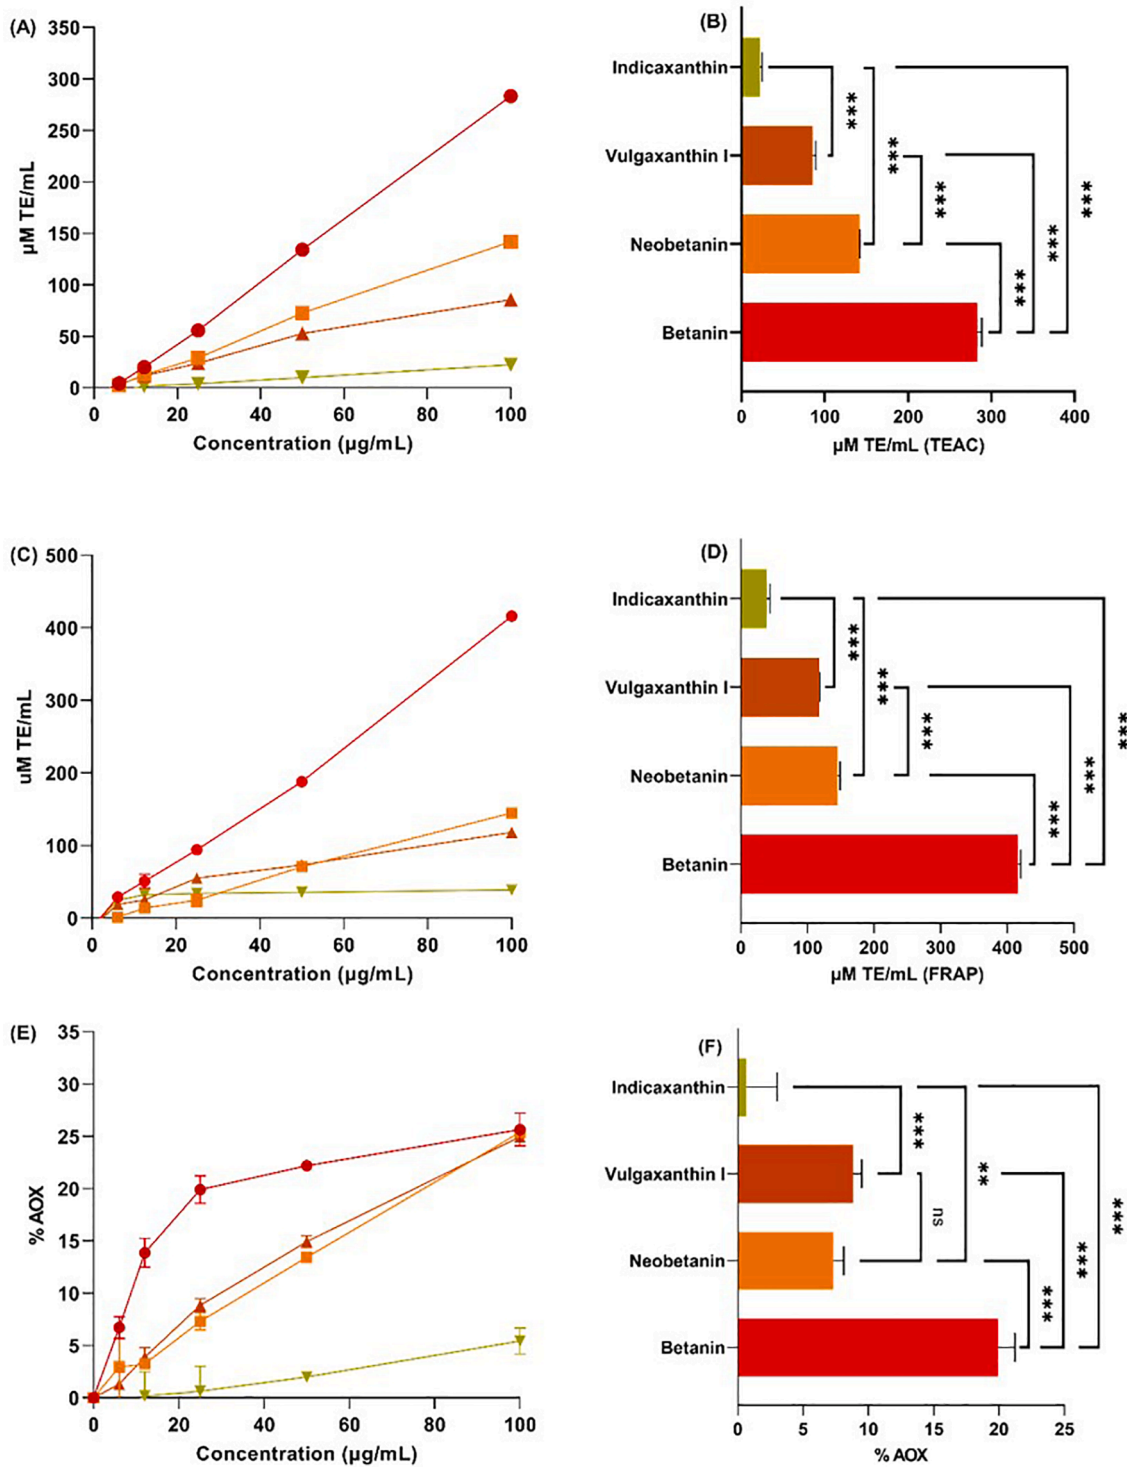 (A)
350
300
250
200
150
100
50
0
µM TE/mL
0 20 40 60 80 100
Concentration (µg/mL)
(B)
Indicaxanthin
Vulgaxanthin I
Neobetanin
Betanin
***
***
***
***
***
***
0 100 200 300 400
µM TE/mL (TEAC)
(C)
500
400
300
200
100
0
uM TE/mL
0 20 40 60 80 100
Concentration (µg/mL)
(D)
Indicaxanthin
Vulgaxanthin I
Neobetanin
Betanin
***
***
***
***
***
***
0 100 200 300 400 500
µM TE/mL (FRAP)
(E)
35
30
25
20
15
10
5
0
% AOX
0 20 40 60 80 100
Concentration (µg/mL)
(F)
Indicaxanthin
Vulgaxanthin I
Neobetanin
Betanin
***
ns
**
***
***
***
0 5 10 15 20 25
% AOX